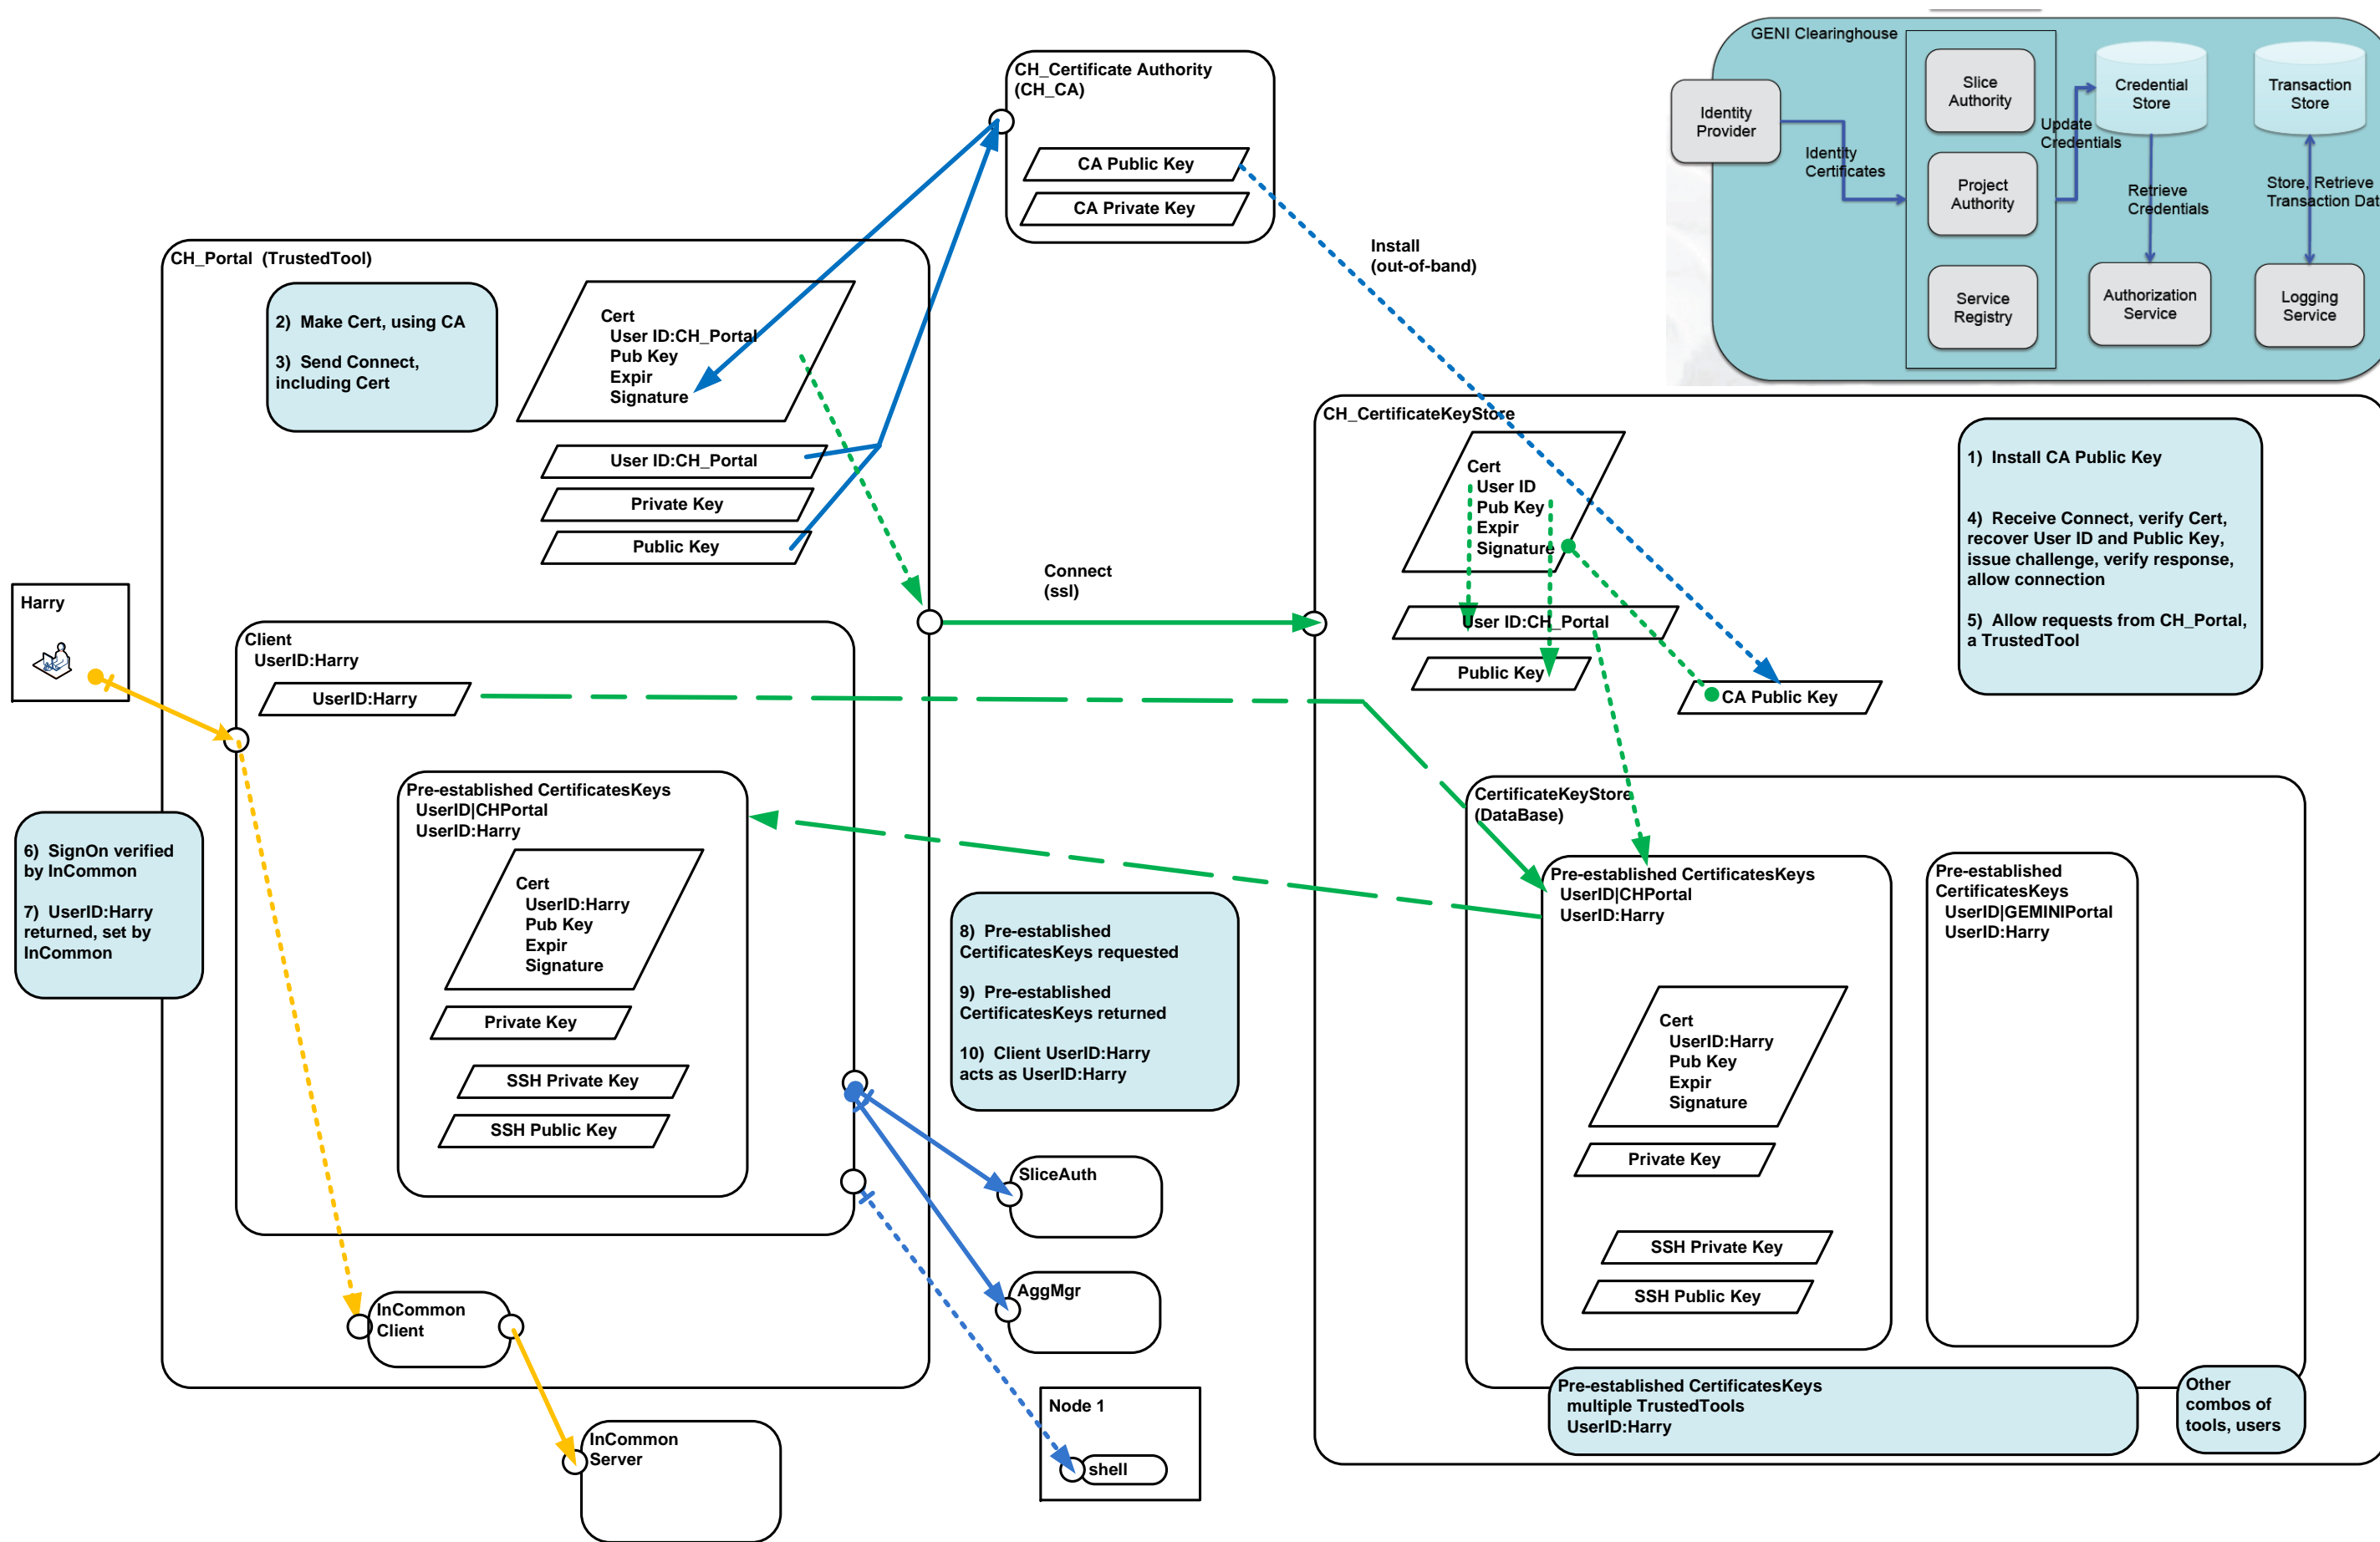 GENI Clearinghouse
Identity
Provider
Identity
Certificates
Slice
Authority
Project
Authority
Service
Registry
Update
Credentials
Credential
Store
Retrieve
Credentials
Authorization
Service
Transaction
Store
Store, Retrieve
Transaction Dat
Logging
Service
CH_Certificate Authority
(CH_CA)
CA Public Key
CA Private Key
Install
(out-of-band)
CH_Portal (TrustedTool)
2) Make Cert, using CA
3) Send Connect,
including Cert
Cert
User ID:CH_Portal
Pub Key
Expir
Signature
User ID:CH_Portal
Private Key
Public Key
Connect
(ssl)
Harry
Client
UserID:Harry
UserID:Harry
Pre-established CertificatesKeys
UserID|CHPortal
UserID:Harry
Cert
UserID:Harry
Pub Key
Expir
Signature
Private Key
SSH Private Key
SSH Public Key
6) SignOn verified
by InCommon
7) UserID:Harry
returned, set by
InCommon
InCommon
Client
InCommon
Server
8) Pre-established
CertificatesKeys requested
9) Pre-established
CertificatesKeys returned
10) Client UserID:Harry
acts as UserID:Harry
SliceAuth
AggMgr
Node 1
shell
CH_CertificateKeyStore
Cert
User ID
Pub Key
Expir
Signature
User ID:CH_Portal
Public Key
CA Public Key
1) Install CA Public Key
4) Receive Connect, verify Cert,
recover User ID and Public Key,
issue challenge, verify response,
allow connection
5) Allow requests from CH_Portal,
a TrustedTool
CertificateKeyStore
(DataBase)
Pre-established CertificatesKeys
UserID|CHPortal
UserID:Harry
Cert
UserID:Harry
Pub Key
Expir
Signature
Private Key
SSH Private Key
SSH Public Key
Pre-established
CertificatesKeys
UserID|GEMINIPortal
UserID:Harry
Pre-established CertificatesKeys
multiple TrustedTools
UserID:Harry
Other
combos of
tools, users